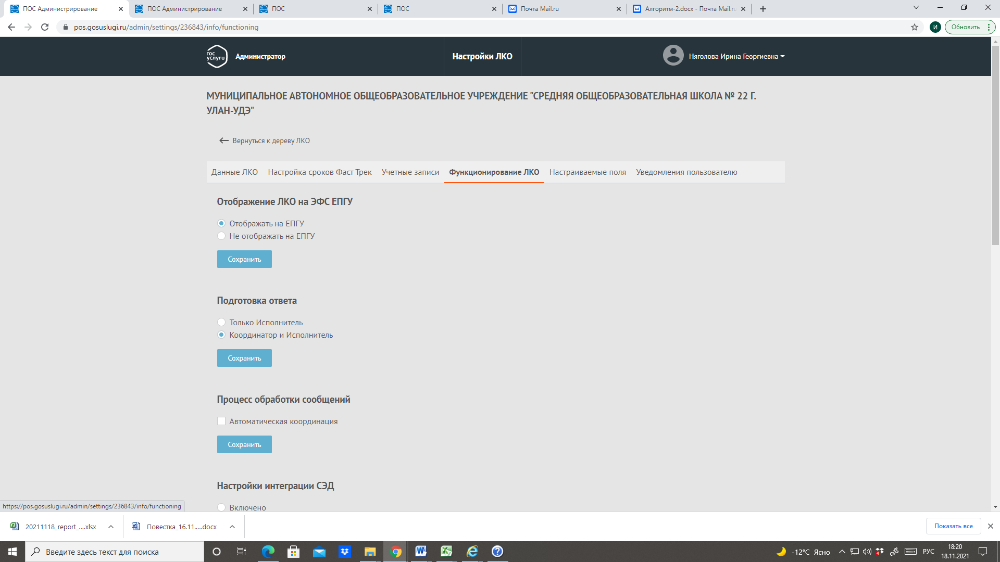 ПОС Администрирование
ПОС Администрирование
ПОС
ПОС
Почта Mail.ru
Алгоритм-2.docx - Почта Mail.ru
pos.gosuslugi.ru/admin/settings/236843/info/functioning
И
Обновить
гос услуги
Администратор
Настройки ЛКО
Няголова Ирина Георгиевна
МУНИЦИПАЛЬНОЕ АВТОНОМНОЕ ОБЩЕОБРАЗОВАТЕЛЬНОЕ УЧРЕЖДЕНИЕ "СРЕДНЯЯ ОБЩЕОБРАЗОВАТЕЛЬНАЯ ШКОЛА № 22 Г.
УЛАН-УДЭ"
Вернуться к дереву ЛКО
Данные ЛКО
Настройка сроков Фаст Трек
Учетные записи
Функционирование ЛКО
Настраиваемые поля
Уведомления пользователю
Отображение ЛКО на ЭФС ЕПГУ
Отображать на ЕПГУ
Не отображать на ЕПГУ
Сохранить
Подготовка ответа
Только Исполнитель
Координатор и Исполнитель
Сохранить
Процесс обработки сообщений
Автоматическая координация
Сохранить
Настройки интеграции СЭД
Включено
https://pos.gosuslugi.ru/admin/settings/236843/info/functioning
20211118_report_....xlsx
Повестка_16.11.....docx
Показать все
Введите здесь текст для поиска
-12°C Ясно
РУС
18:20
18.11.2021